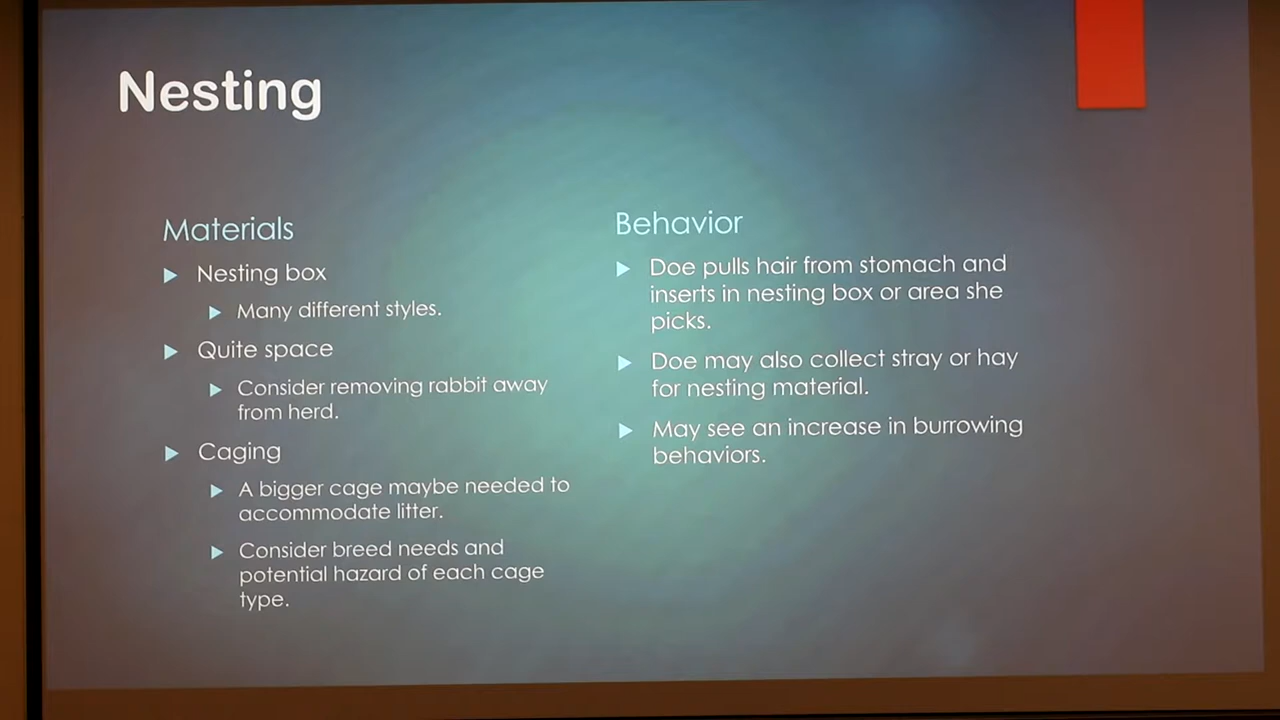 Nesting
Materials
Nesting box
Many different styles.
Quite space
Consider removing rabbit away
from herd.
Caging
A bigger cage maybe needed to
accommodate litter.
Consider breed needs and
potential hazard of each cage
type.
Behavior
Doe pulls hair from stomach and
inserts in nesting box or area she
picks.
Doe may also collect stray or hay
for nesting material.
May see an increase in burrowing
behaviors.